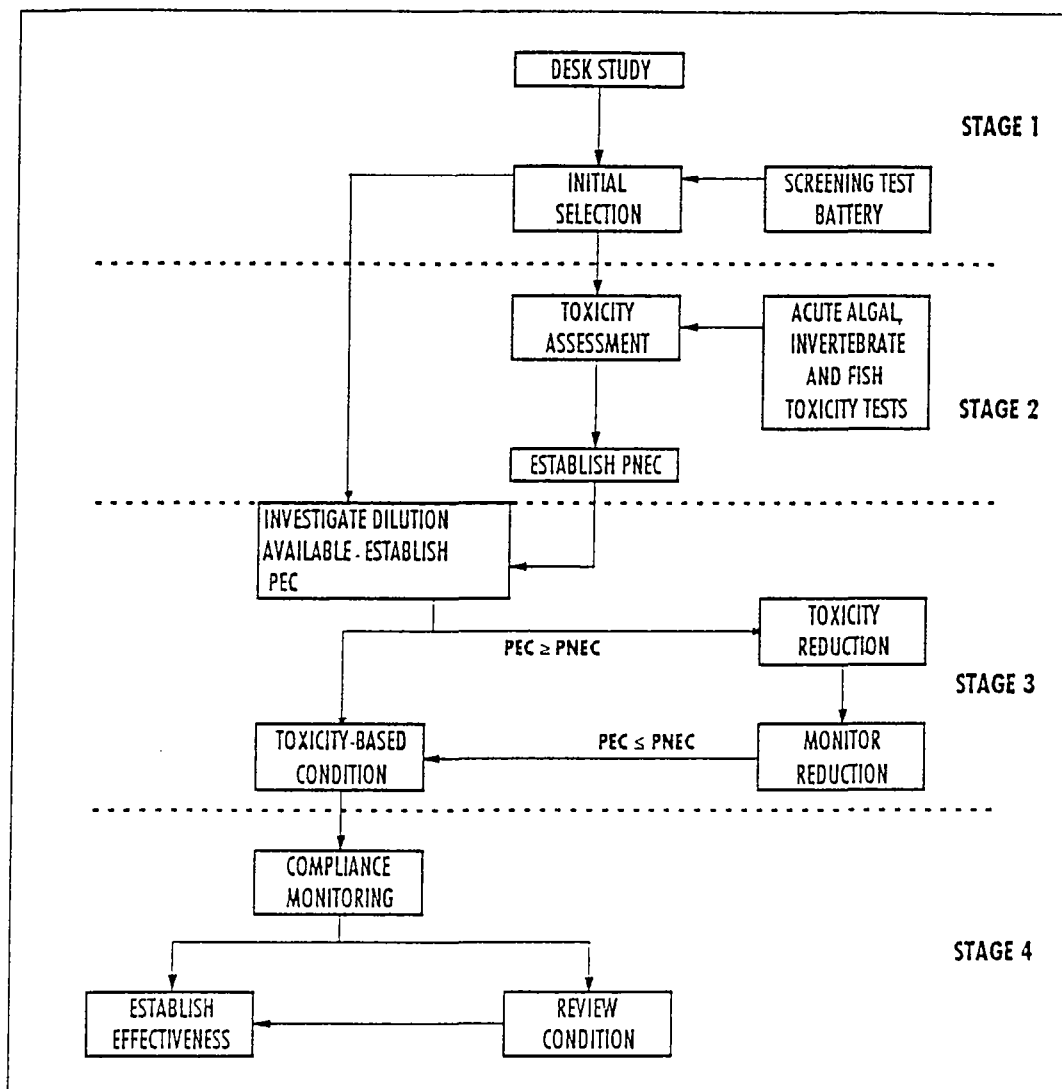 DESK STUDY
STAGE 1
INITIAL
SELECTION
SCREENING TEST
BATTERY
TOXICITY
ASSESSMENT
ACUTE ALGAL,
INVERTEBRATE
AND FISH
TOXICITY TESTS
STAGE 2
ESTABLISH PNEC
INVESTIGATE DILUTION
AVAILABLE - ESTABLISH
PEC
PEC ≥ PNEC
TOXICITY
REDUCTION
STAGE 3
TOXICITY-BASED
CONDITION
PEC ≤ PNEC
MONITOR
REDUCTION
COMPLIANCE
MONITORING
STAGE 4
ESTABLISH
EFFECTIVENESS
REVIEW
CONDITION